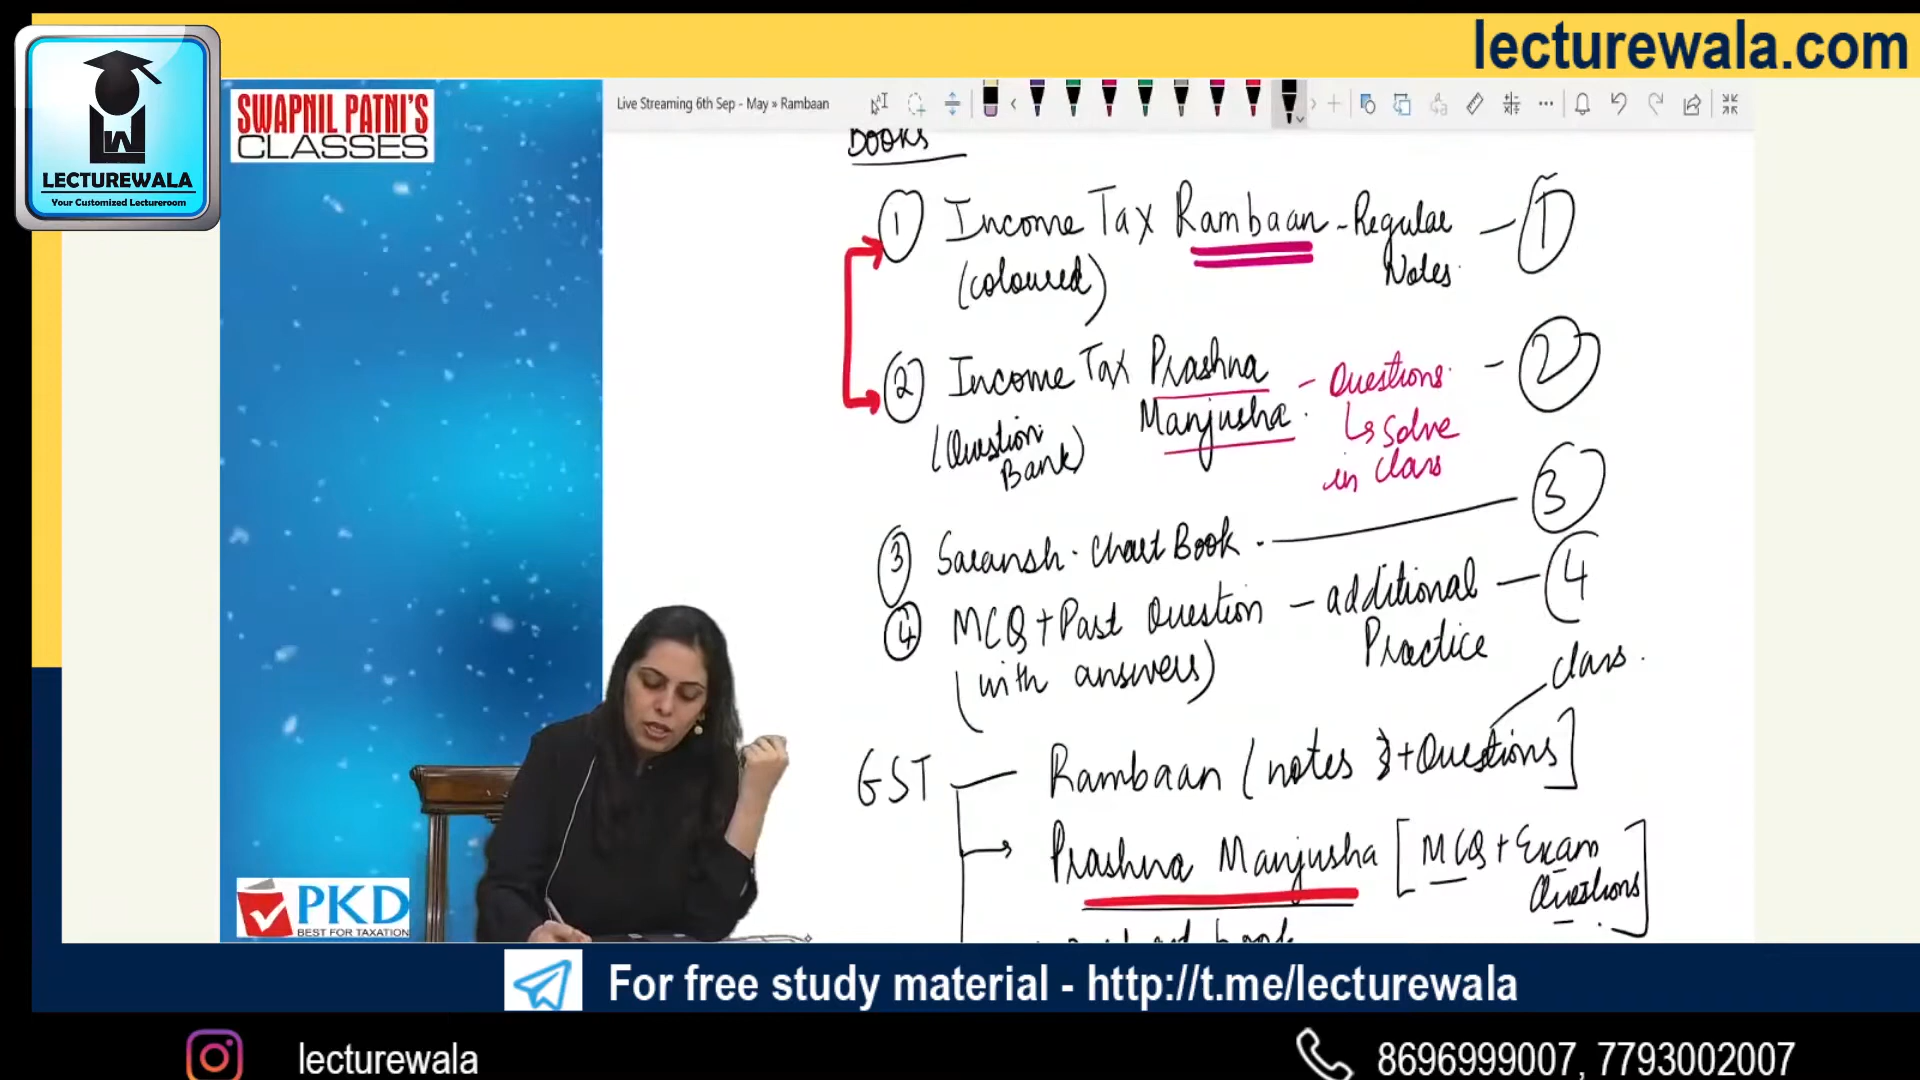 lecturewala.com
LW
LECTUREWALA
Your Customized Lectureroom
SWAPNIL PATNI'S
CLASSES
Live Streaming 6th Sep - May » Rambaan
BOOKS
① Income Tax Rambaan - Regular Notes - ①
(coloured)
② Income Tax Prashna Manjusha - Questions - ②
(Question Bank)
↳ Solve in class
③ Saransh - Chart Book - ③
④ MCQ + Past Question - additional Practice - ④
(with answers)
class.
GST - Rambaan (notes + Questions]
→ Prashna Manjusha [MCQ + Exam Questions]
book
PKD
BEST FOR TAXATION
For free study material - http://t.me/lecturewala
lecturewala
8696999007, 7793002007